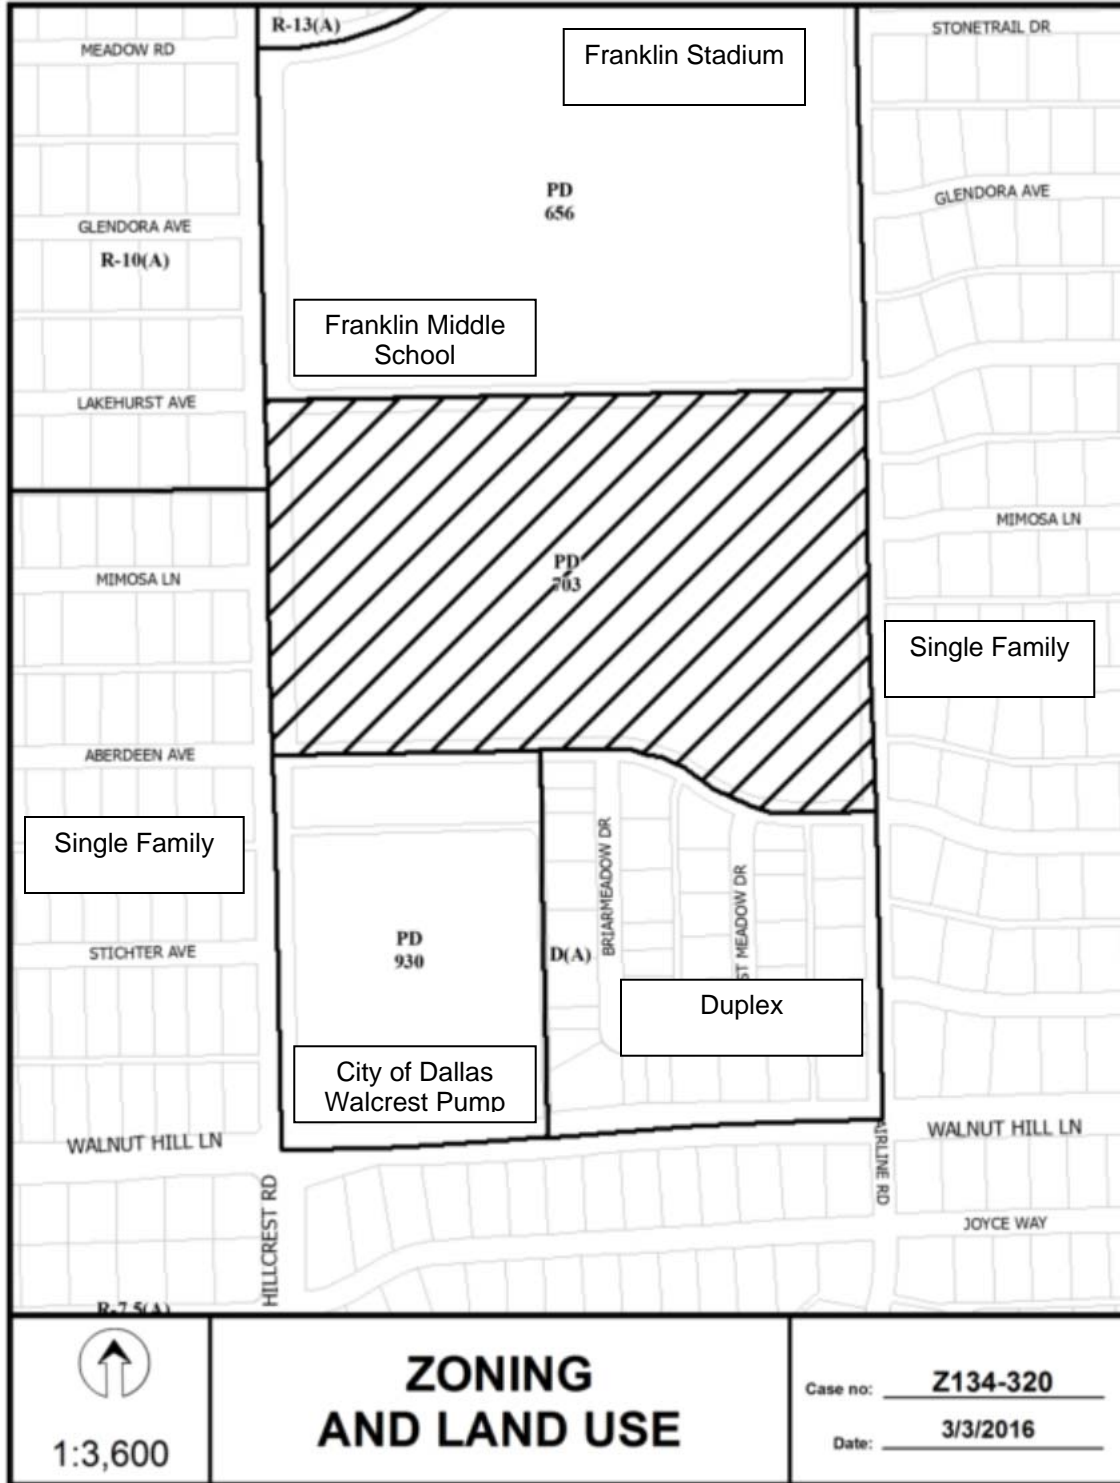 R-13(A)
MEADOW RD
Franklin Stadium
STONETRAIL DR
PD
656
GLENDORA AVE
GLENDORA AVE
R-10(A)
Franklin Middle
School
LAKEHURST AVE
MIMOSA LN
PD
703
MIMOSA LN
Single Family
ABERDEEN AVE
Single Family
BRIARMEADOW DR
ST MEADOW DR
STICHTER AVE
PD
930
D(A)
Duplex
City of Dallas
Walcrest Pump
WALNUT HILL LN
WALNUT HILL LN
AIRLINE RD
HILLCREST RD
JOYCE WAY
R-7.5(A)
1:3,600
ZONING
AND LAND USE
Case no: Z134-320
Date: 3/3/2016